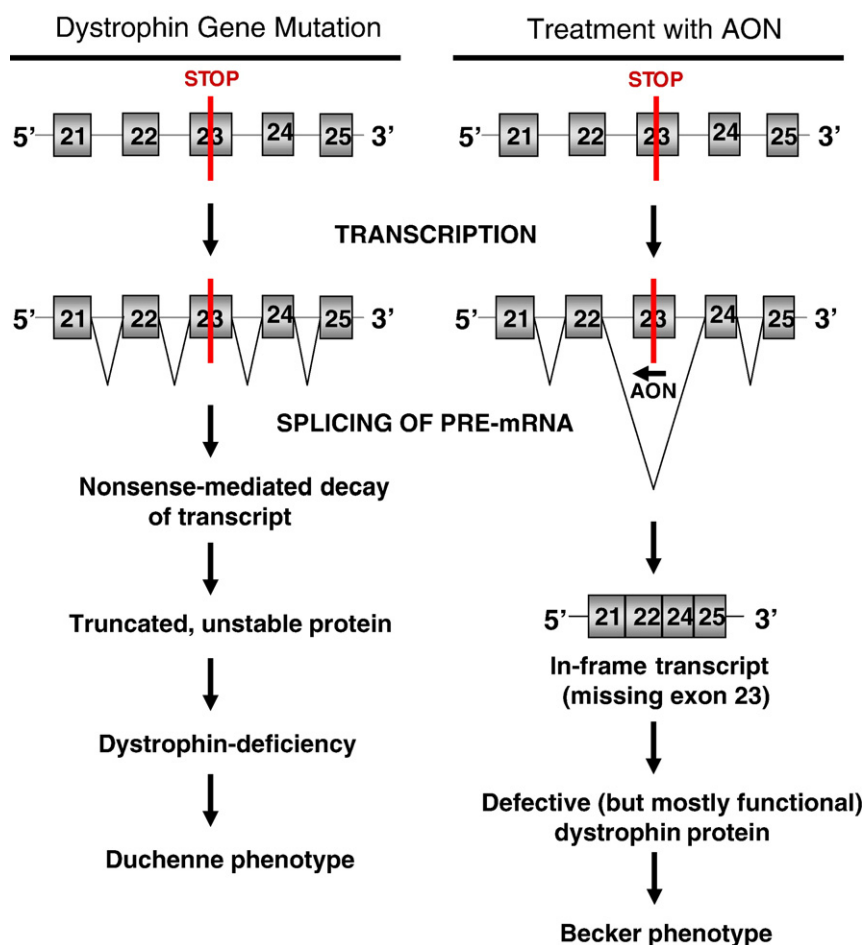 Dystrophin Gene Mutation
Treatment with AON
STOP
STOP
5’ 21 22 23 24 25 3’
5’ 21 22 23 24 25 3’
TRANSCRIPTION
5’ 21 22 23 24 25 3’
5’ 21 22 23 24 25 3’
AON
SPLICING OF PRE-mRNA
Nonsense-mediated decay
of transcript
Truncated, unstable protein
Dystrophin-deficiency
Duchenne phenotype
5’ 21 22 24 25 3’
In-frame transcript
(missing exon 23)
Defective (but mostly functional)
dystrophin protein
Becker phenotype